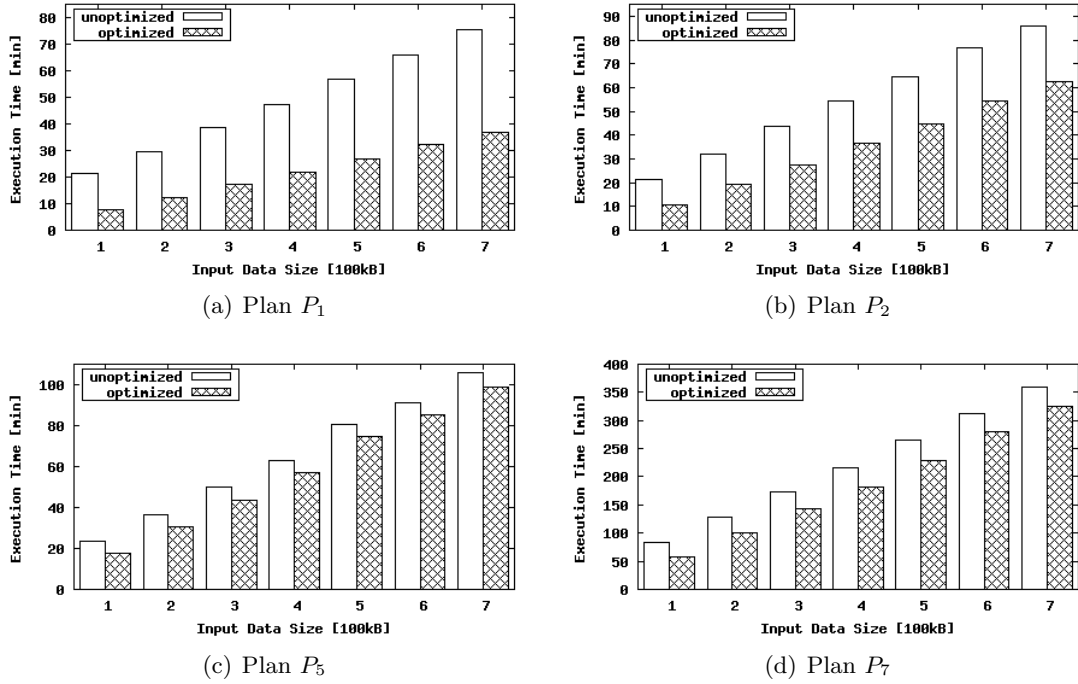 unoptimized
optimized
Execution Time [min]
80
70
60
50
40
30
20
10
0
1 2 3 4 5 6 7
Input Data Size [100kB]
(a) Plan P₁
unoptimized
optimized
Execution Time [min]
90
80
70
60
50
40
30
20
10
0
1 2 3 4 5 6 7
Input Data Size [100kB]
(b) Plan P₂
unoptimized
optimized
Execution Time [min]
100
80
60
40
20
0
1 2 3 4 5 6 7
Input Data Size [100kB]
(c) Plan P₅
unoptimized
optimized
Execution Time [min]
400
350
300
250
200
150
100
50
0
1 2 3 4 5 6 7
Input Data Size [100kB]
(d) Plan P₇